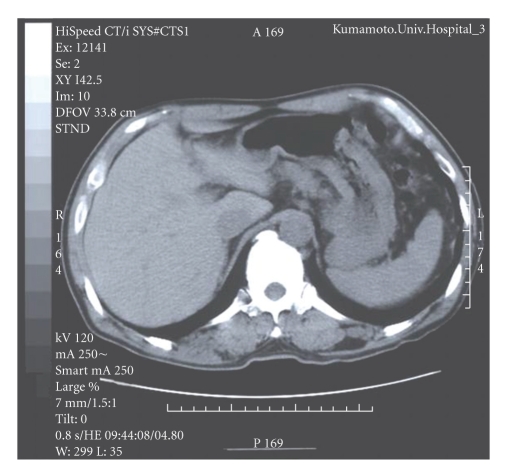 HiSpeed CT/i SYS#CTS1
Ex: 12141
Se: 2
XY I42.5
Im: 10
DFOV 33.8 cm
STND
A 169
Kumamoto.Univ.Hospital_3
R
1
6
4
L
1
7
4
kV 120
mA 250~
Smart mA 250
Large %
7 mm/1.5:1
Tilt: 0
0.8 s/HE 09:44:08/04.80
W: 299 L: 35
P 169